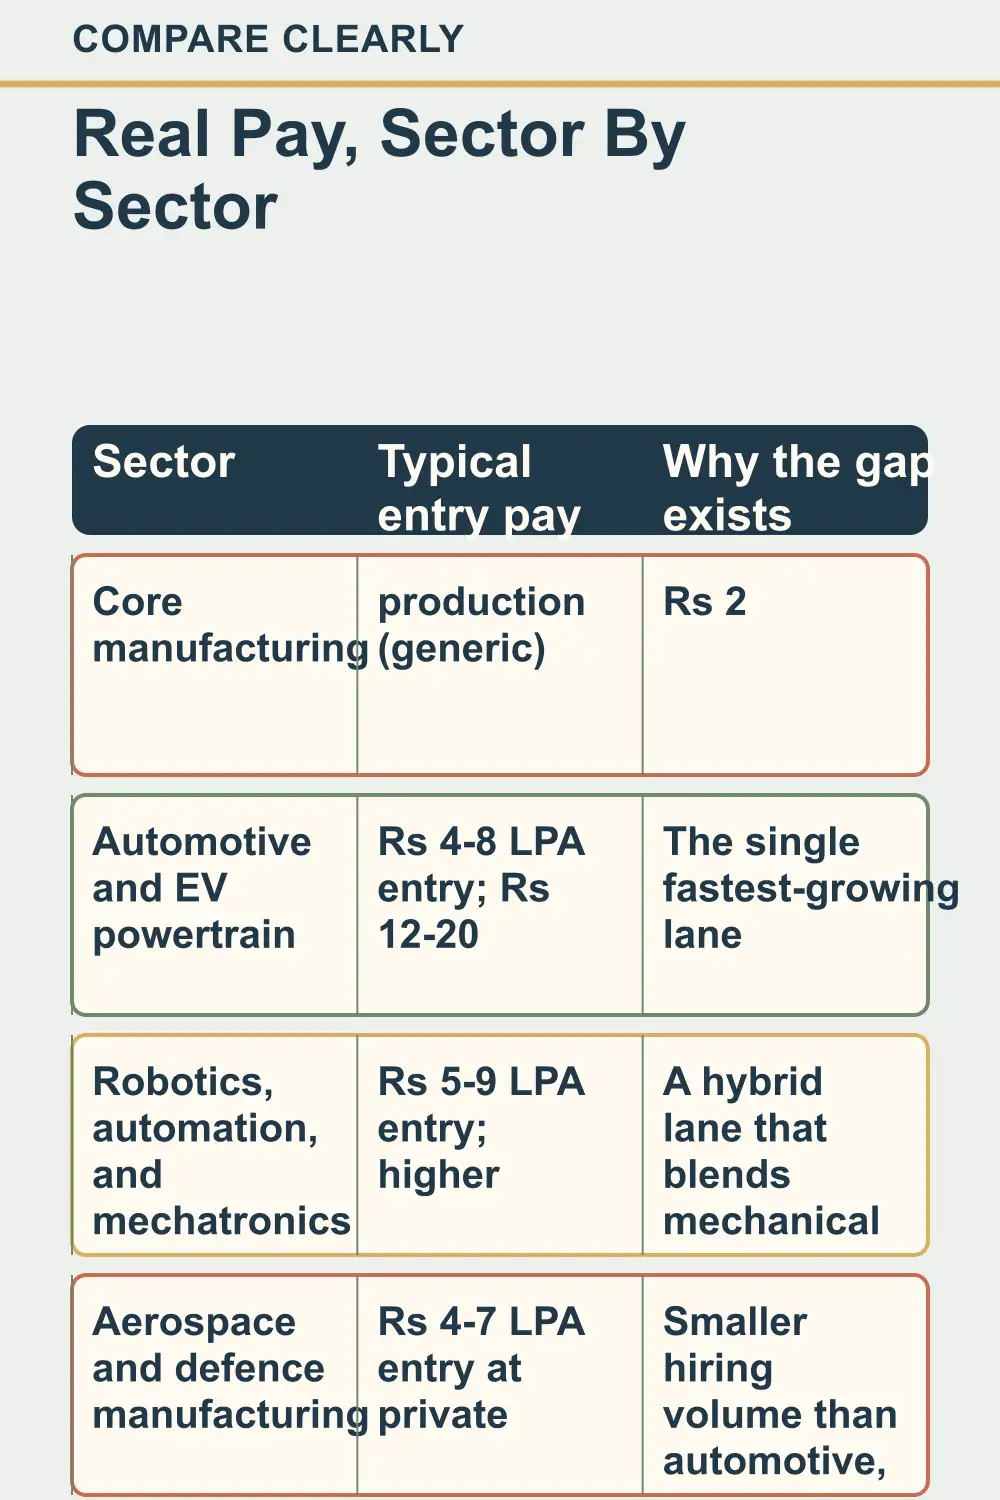 COMPARE CLEARLY
Real Pay, Sector By
Sector
Sector
Typical
entry pay
Why the gap
exists
Core
manufacturing
production
(generic)
Rs 2
Automotive
and EV
powertrain
Rs 4-8 LPA
entry; Rs
12-20
The single
fastest-growing
lane
Robotics,
automation,
and
mechatronics
Rs 5-9 LPA
entry;
higher
A hybrid
lane that
blends
mechanical
Aerospace
and defence
manufacturing
Rs 4-7 LPA
entry at
private
Smaller
hiring
volume than
automotive,